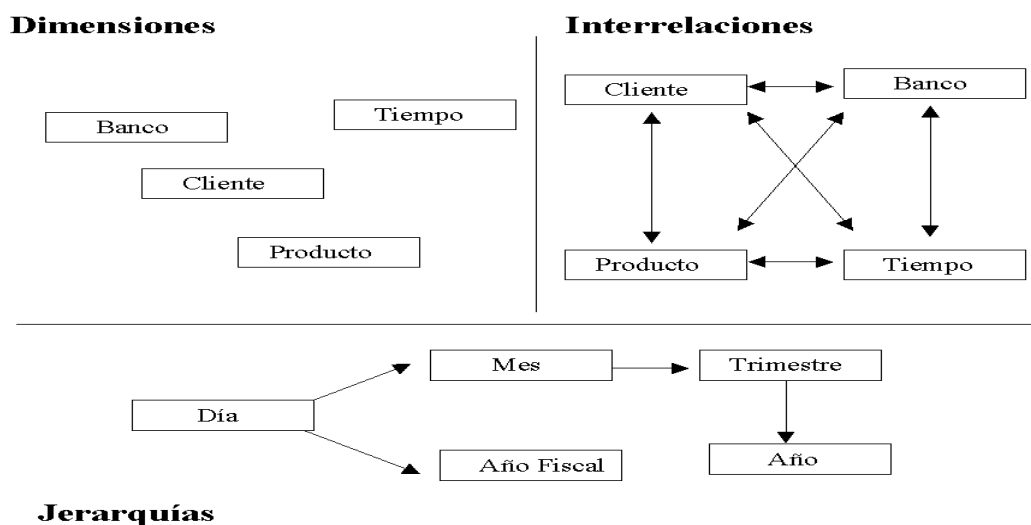 Dimensiones
Banco
Tiempo
Cliente
Producto
Interrelaciones
Cliente
Banco
Producto
Tiempo
Día
Mes
Trimestre
Año Fiscal
Año
Jerarquías